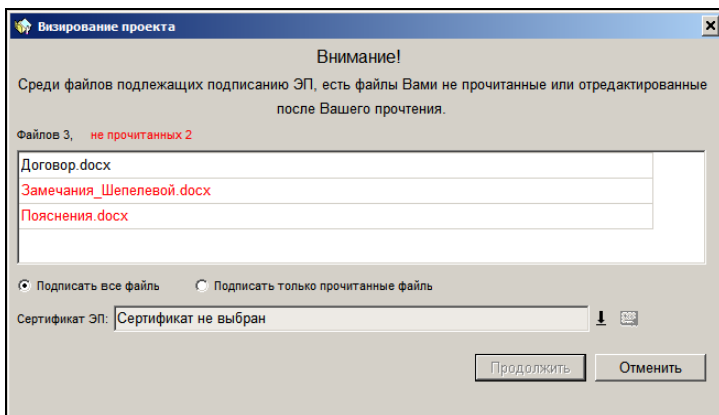 Визирование проекта
Внимание!
Среди файлов подлежащих подписанию ЭП, есть файлы Вами не прочитанные или отредактированные
после Вашего прочтения.
Файлов 3, не прочитанных 2
Договор.docx
Замечания_Шепелевой.docx
Пояснения.docx
Подписать все файль Подписать только прочитанные файль
Сертификат ЭП: Сертификат не выбран
Продолжить Отменить